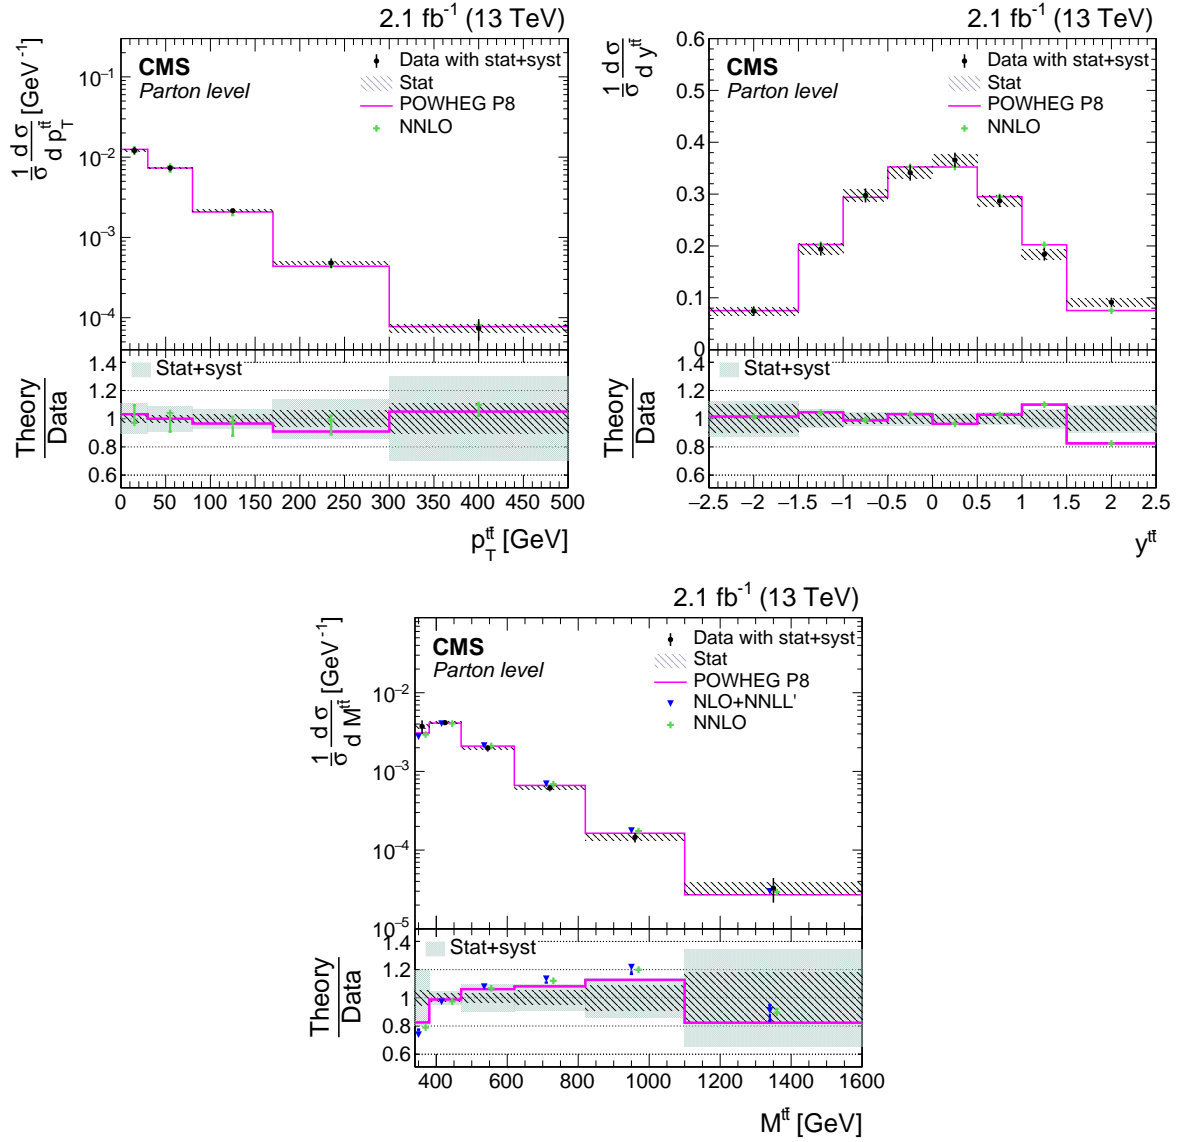 2.1 fb⁻¹ (13 TeV)
CMS
Parton level
Data with stat+syst
Stat
POWHEG P8
NNLO
1/σ dσ/d p_T^{tt̄} [GeV⁻¹]
10⁻¹
10⁻²
10⁻³
10⁻⁴
Stat+syst
Theory/Data
1.4
1.2
1
0.8
0.6
0 50 100 150 200 250 300 350 400 450 500
p_T^{tt̄} [GeV]
2.1 fb⁻¹ (13 TeV)
CMS
Parton level
Data with stat+syst
Stat
POWHEG P8
NNLO
1/σ dσ/d y^{tt̄}
0.6
0.5
0.4
0.3
0.2
0.1
0
Stat+syst
Theory/Data
1.4
1.2
1
0.8
0.6
−2.5 −2 −1.5 −1 −0.5 0 0.5 1 1.5 2 2.5
y^{tt̄}
2.1 fb⁻¹ (13 TeV)
CMS
Parton level
Data with stat+syst
Stat
POWHEG P8
NLO+NNLL'
NNLO
1/σ dσ/d M^{tt̄} [GeV⁻¹]
10⁻²
10⁻³
10⁻⁴
10⁻⁵
Stat+syst
Theory/Data
1.4
1.2
1
0.8
0.6
400 600 800 1000 1200 1400 1600
M^{tt̄} [GeV]